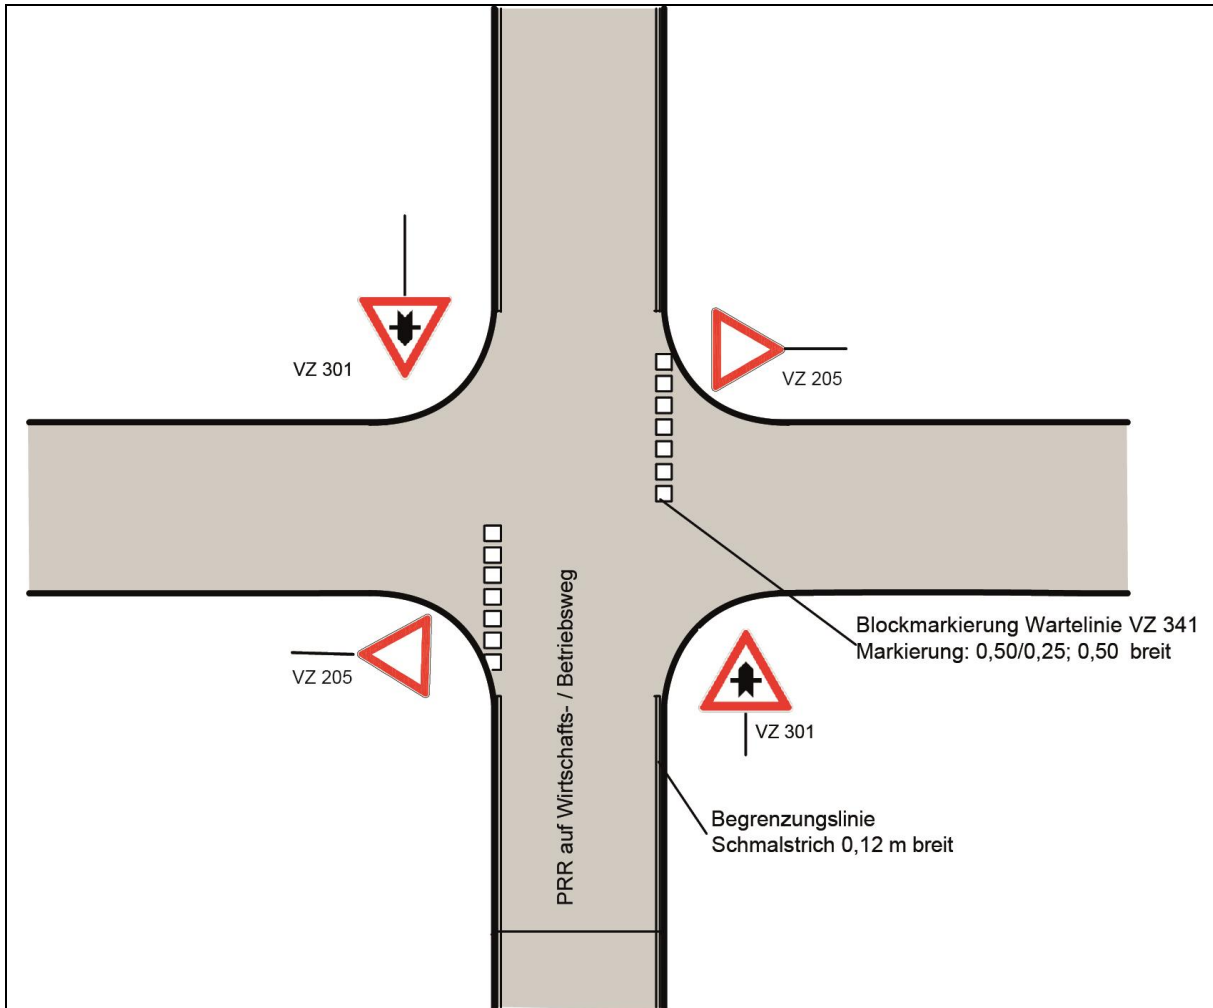 VZ 301
VZ 205
Blockmarkierung Wartelinie VZ 341
Markierung: 0,50/0,25; 0,50 breit
VZ 205
VZ 301
PRR auf Wirtschafts- / Betriebsweg
Begrenzungslinie
Schmalstrich 0,12 m breit